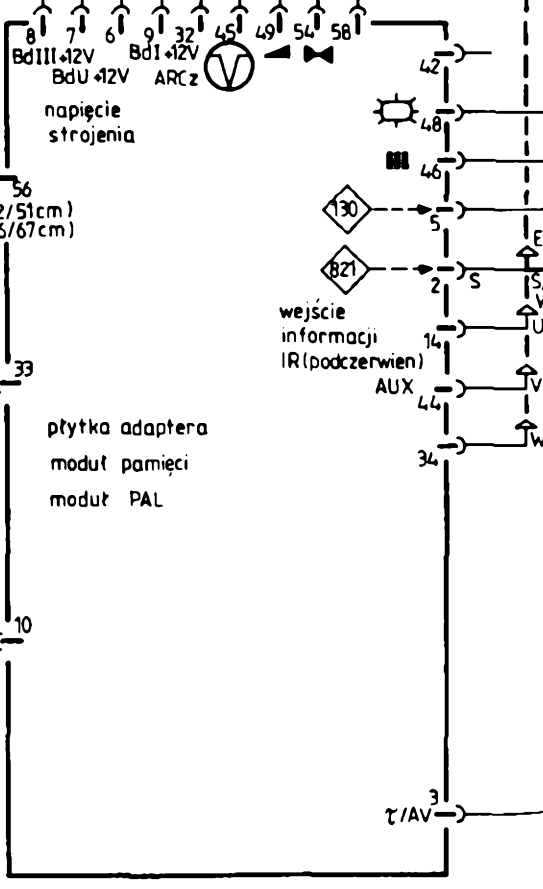 8 7 6 9 32 45 49 54 58
BdIII+12V BdI+12V
BdU+12V ARCz V
napięcie
strojenia
42
48
46
56
2/51cm)
6/67cm)
130
5
E
821
2 S S
V
wejście
informacji
IR(podczerwien)
14 U
33
AUX
44 V
płytka adaptera
moduł pamięci
moduł PAL
34 W
10
3
τ/AV